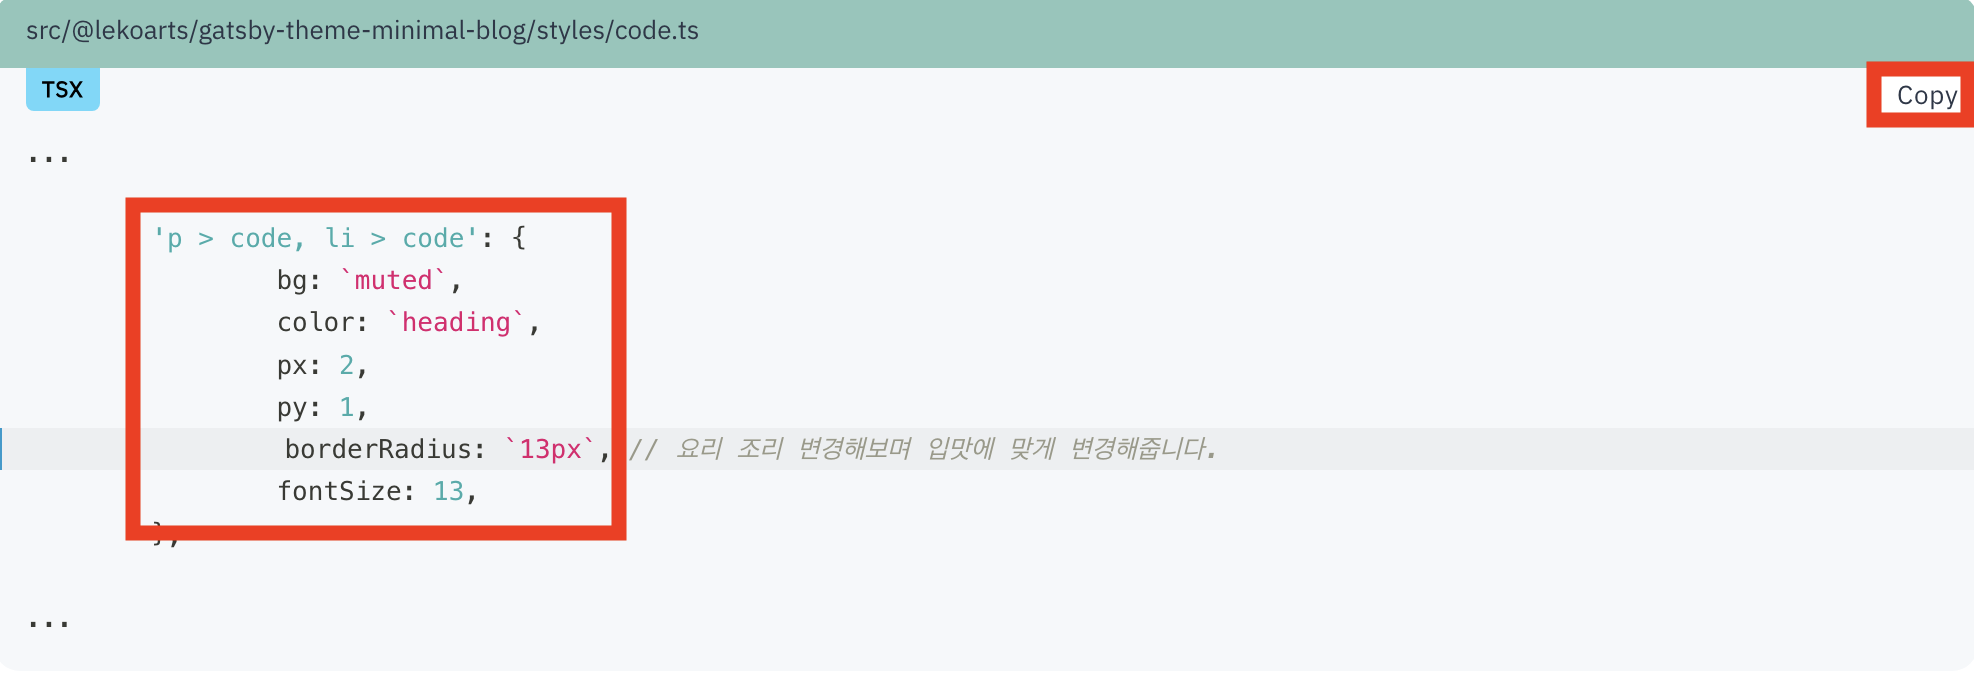 src/@lekoarts/gatsby-theme-minimal-blog/styles/code.ts
TSX
Copy
...
'p > code, li > code': {
bg: `muted`,
color: `heading`,
px: 2,
py: 1,
borderRadius: `13px`, // 요리 조리 변경해보며 입맛에 맞게 변경해줍니다.
fontSize: 13,
},
...